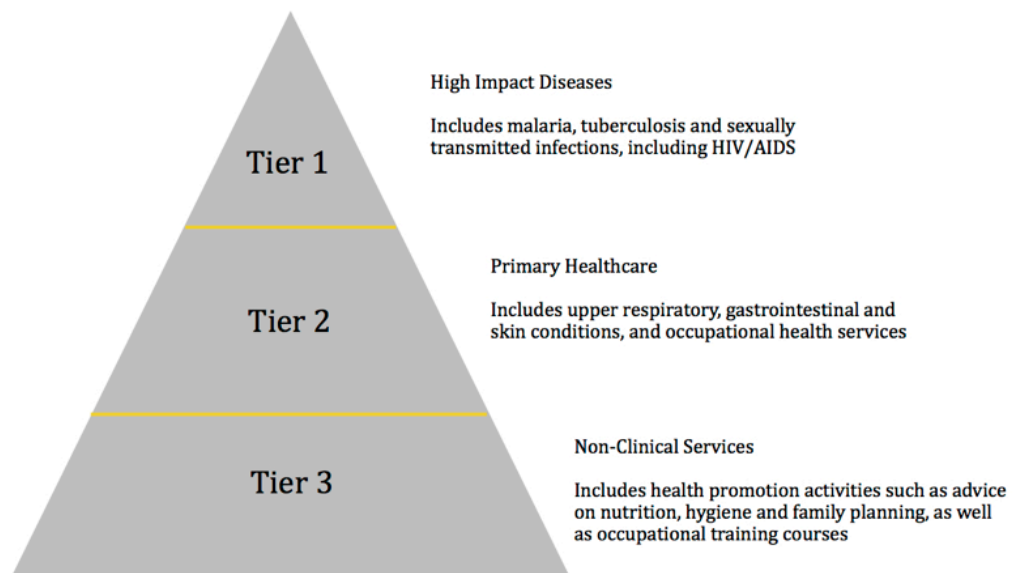 High Impact Diseases
Includes malaria, tuberculosis and sexually
transmitted infections, including HIV/AIDS
Tier 1
Primary Healthcare
Includes upper respiratory, gastrointestinal and
skin conditions, and occupational health services
Tier 2
Non-Clinical Services
Includes health promotion activities such as advice
on nutrition, hygiene and family planning, as well
as occupational training courses
Tier 3